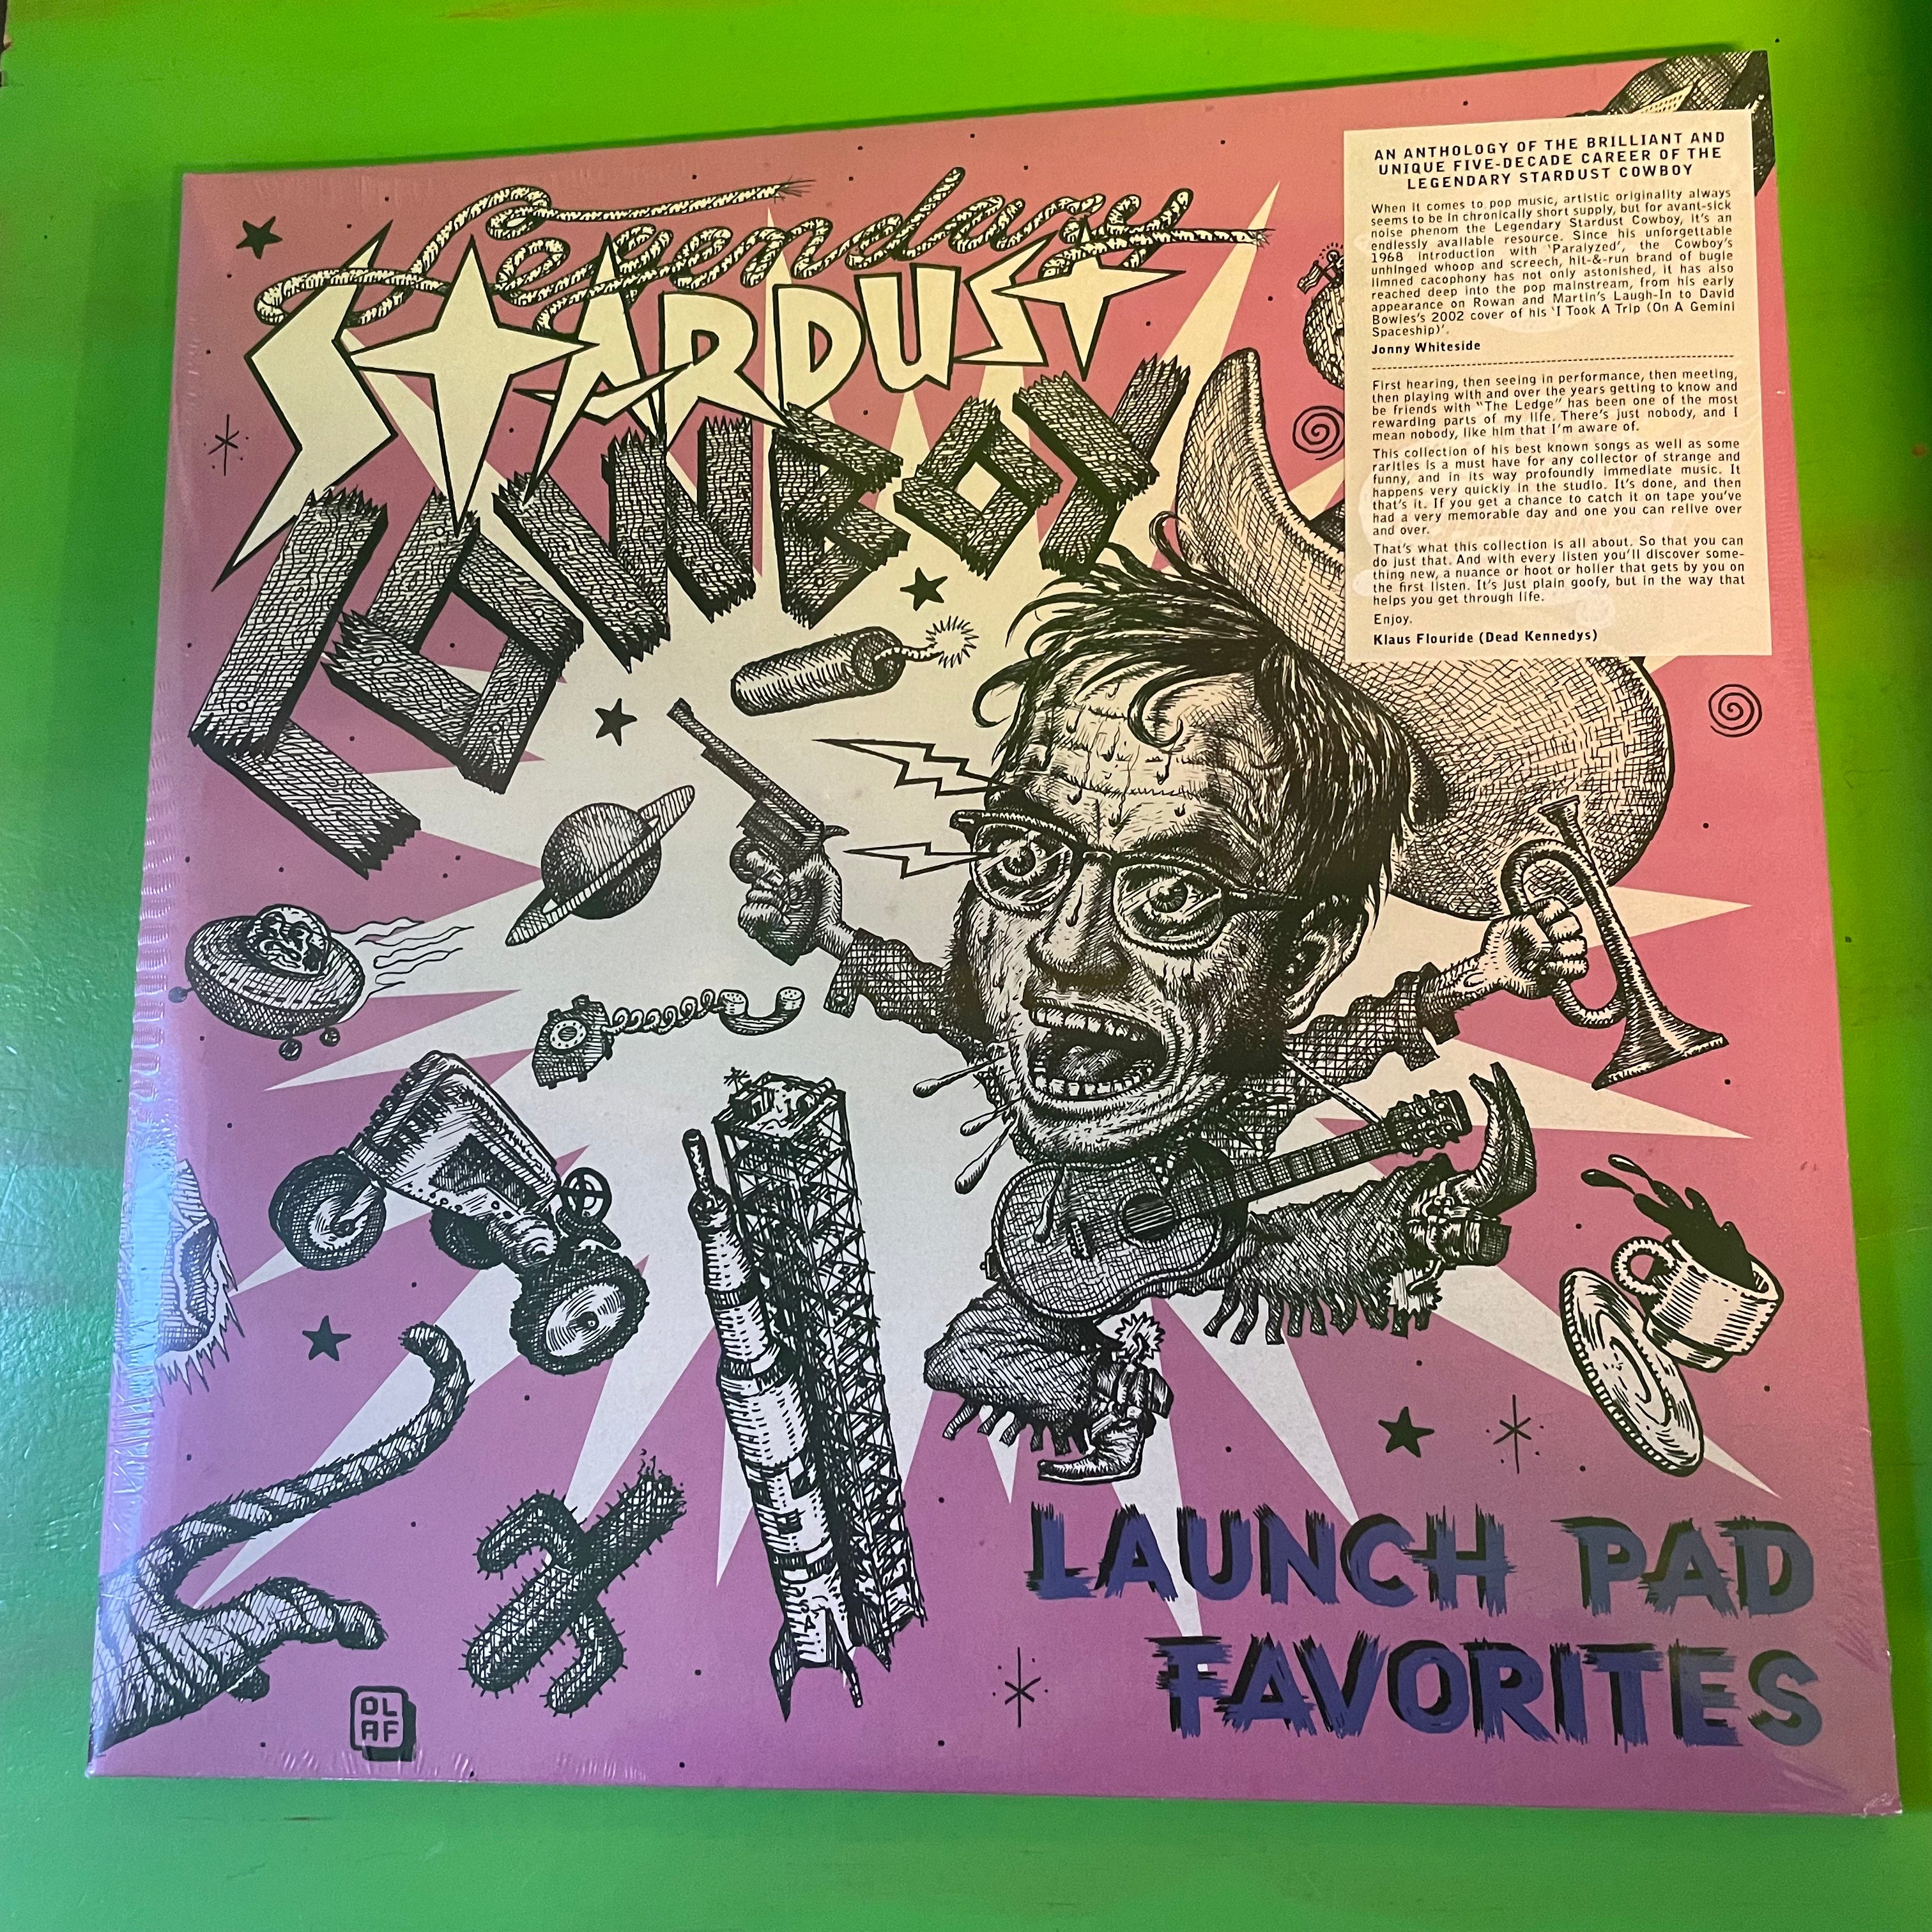 Legendary
STARDUST
COWBOY
AN ANTHOLOGY OF THE BRILLIANT AND
UNIQUE FIVE-DECADE CAREER OF THE
LEGENDARY STARDUST COWBOY
When it comes to pop music, artistic originality always
seems to be in chronically short supply, but for avant-sick
noise phenom the Legendary Stardust Cowboy, it's an
endlessly available resource. Since his unforgettable
1968 introduction with 'Paralyzed', the Cowboy's
unhinged whoop and screech, hit-&-run brand of bugle
limned cacophony has not only astonished, it has also
reached deep into the pop mainstream, from his early
appearance on Rowan and Martin's Laugh-In to David
Bowies's 2002 cover of his 'I Took A Trip (On A Gemini
Spaceship)'.
Jonny Whiteside
First hearing, then seeing in performance, then meeting,
then playing with and over the years getting to know and
be friends with "The Ledge" has been one of the most
rewarding parts of my life. There's just nobody, and I
mean nobody, like him that I'm aware of.
This collection of his best known songs as well as some
rarities is a must have for any collector of strange and
funny, and in its way profoundly immediate music. It
happens very quickly in the studio. It's done, and then
that's it. If you get a chance to catch it on tape you've
had a very memorable day and one you can relive over
and over.
That's what this collection is all about. So that you can
do just that. And with every listen you'll discover some-
thing new, a nuance or hoot or holler that gets by you on
the first listen. It's just plain goofy, but in the way that
helps you get through life.
Enjoy.
Klaus Flouride (Dead Kennedys)
LAUNCH PAD
FAVORITES
OL
AF